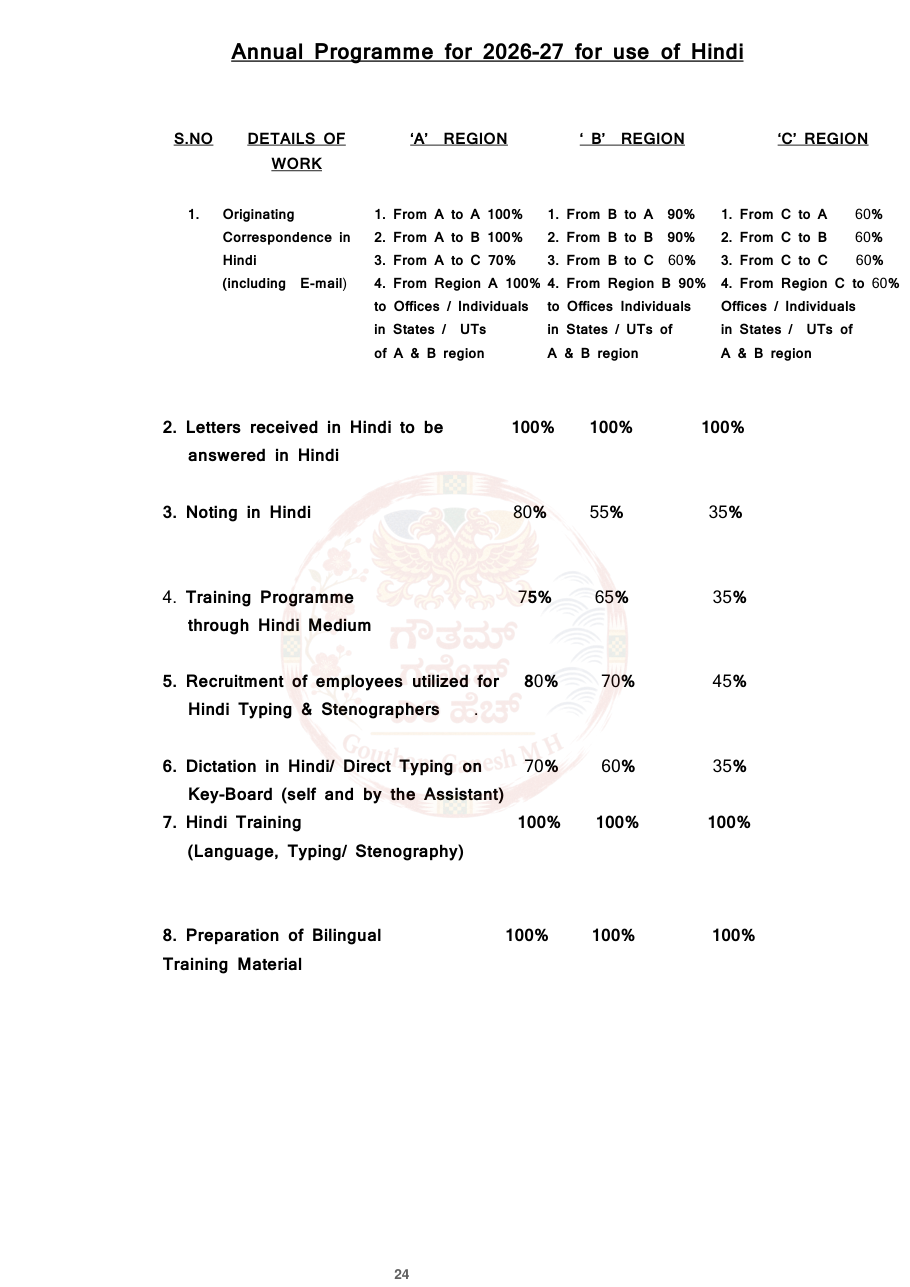 Annual Programme for 2026-27 for use of Hindi
S.NO DETAILS OF WORK ‘A’ REGION ‘ B’ REGION ‘C’ REGION
1. Originating 1. From A to A 100% 1. From B to A 90% 1. From C to A 60%
Correspondence in 2. From A to B 100% 2. From B to B 90% 2. From C to B 60%
Hindi 3. From A to C 70% 3. From B to C 60% 3. From C to C 60%
(including E-mail) 4. From Region A 100% 4. From Region B 90% 4. From Region C to 60%
to Offices / Individuals to Offices Individuals Offices / Individuals
in States / UTs in States / UTs of in States / UTs of
of A & B region A & B region A & B region
2. Letters received in Hindi to be 100% 100% 100%
answered in Hindi
3. Noting in Hindi 80% 55% 35%
4. Training Programme 75% 65% 35%
through Hindi Medium
ಗೌತಮ್
ಗಣೇಶ್
ಎಂ ಹೆಚ್
5. Recruitment of employees utilized for 80% 70% 45%
Hindi Typing & Stenographers .
Goutham Ganesh M H
6. Dictation in Hindi/ Direct Typing on 70% 60% 35%
Key-Board (self and by the Assistant)
7. Hindi Training 100% 100% 100%
(Language, Typing/ Stenography)
8. Preparation of Bilingual 100% 100% 100%
Training Material
24